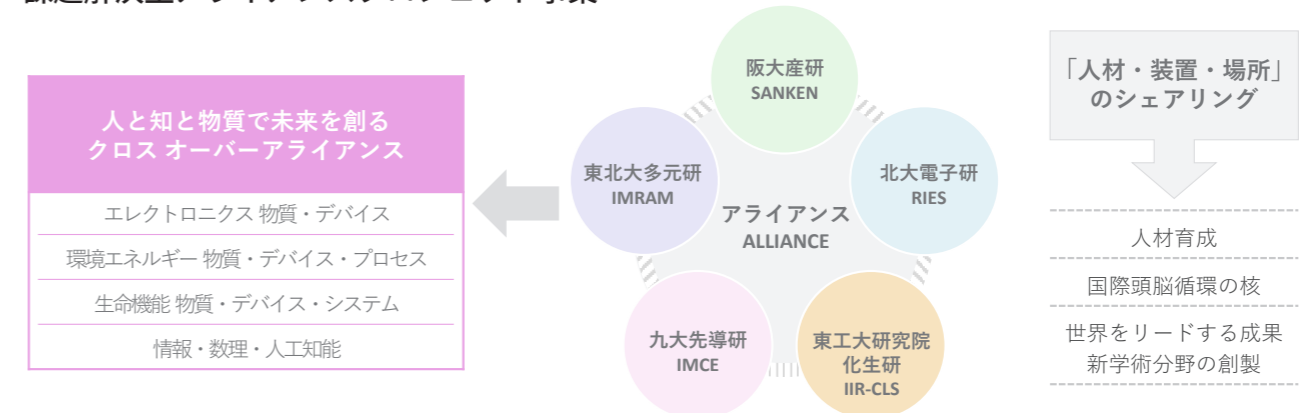 人と知と物質で未来を創る
クロス オーバーアライアンス
エレクトロニクス 物質・デバイス
環境エネルギー 物質・デバイス・プロセス
生命機能 物質・デバイス・システム
情報・数理・人工知能
阪大産研
SANKEN
東北大多元研
IMRAM
北大電子研
RIES
アライアンス
ALLIANCE
九大先導研
IMCE
東工大研究院
化生研
IIR-CLS
「人材・装置・場所」
のシェアリング
人材育成
国際頭脳循環の核
世界をリードする成果
新学術分野の創製